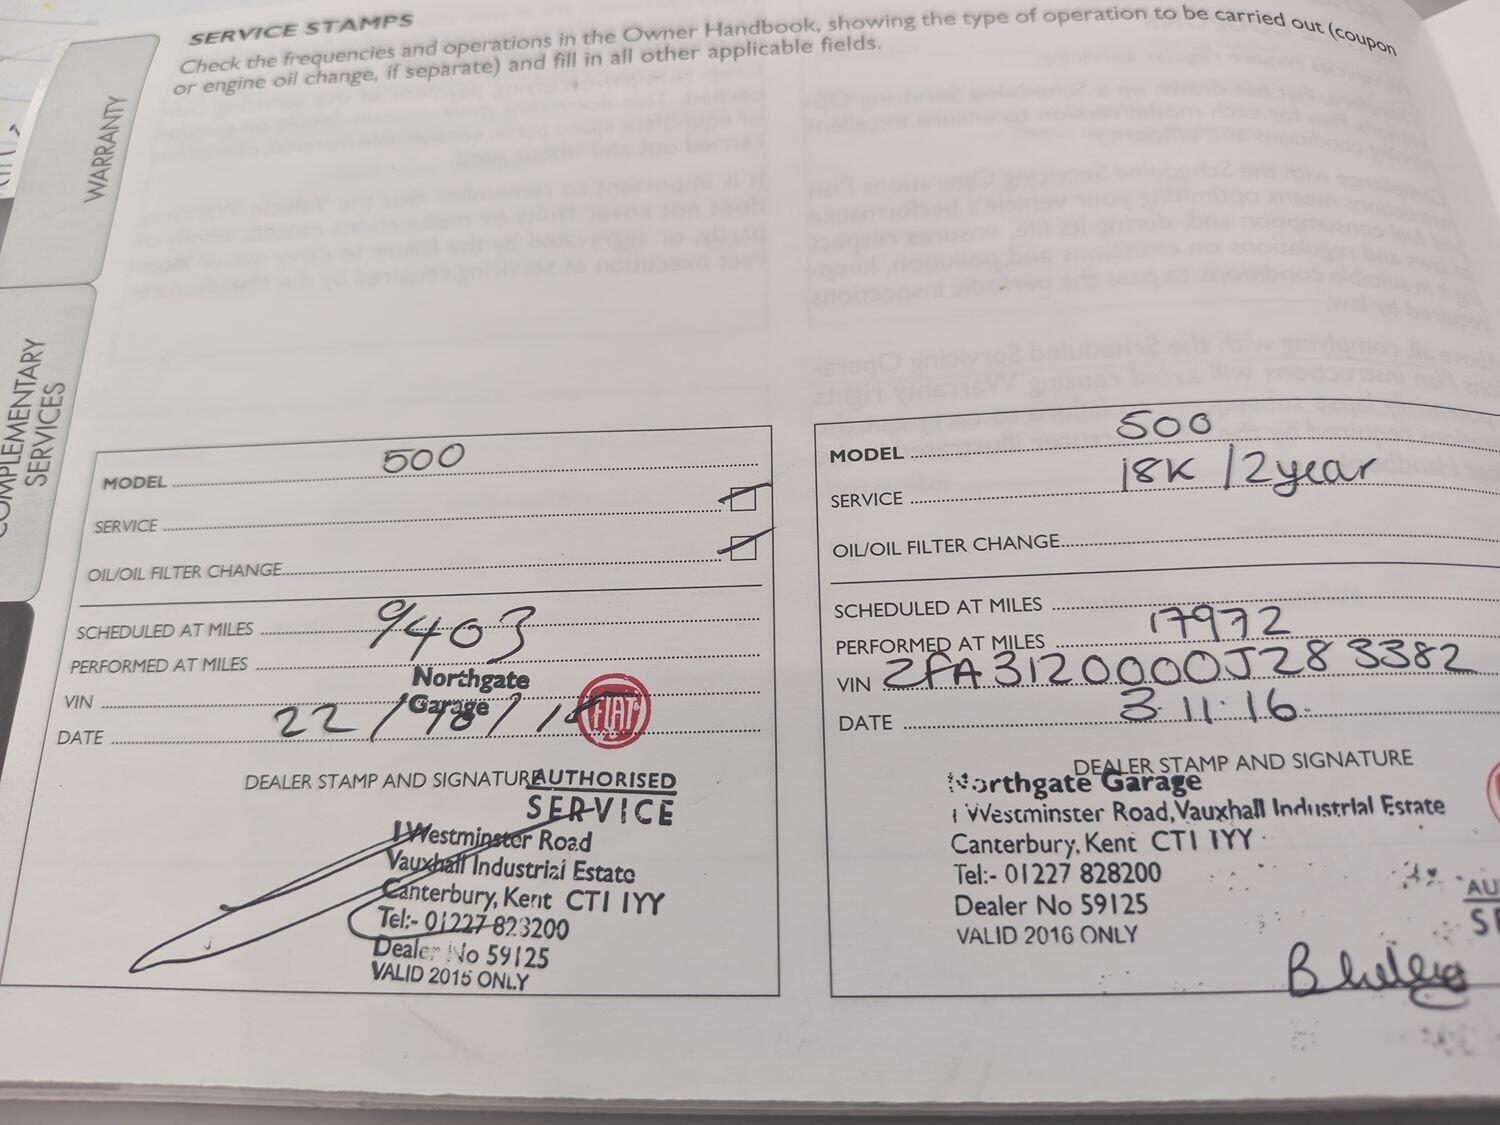 SERVICE STAMPS
Check the frequencies and operations in the Owner Handbook, showing the type of operation to be carried out (coupon
or engine oil change, if separate) and fill in all other applicable fields.
WARRANTY
SERVICES
MODEL 500
SERVICE
OIL/OIL FILTER CHANGE
SCHEDULED AT MILES 9403
PERFORMED AT MILES
VIN
DATE 22/10/15
Northgate
Garage
FIAT
DEALER STAMP AND SIGNATURE
AUTHORISED
SERVICE
1 Westminster Road
Vauxhall Industrial Estate
Canterbury, Kent CT1 1YY
Tel:- 01227 828200
Dealer No 59125
VALID 2015 ONLY
MODEL 500
SERVICE 18K / 2 year
OIL/OIL FILTER CHANGE
SCHEDULED AT MILES
PERFORMED AT MILES 17972
VIN ZFA3120000J283382
DATE 3.11.16
DEALER STAMP AND SIGNATURE
Northgate Garage
1 Westminster Road, Vauxhall Industrial Estate
Canterbury, Kent CT1 1YY
Tel:- 01227 828200
Dealer No 59125
VALID 2016 ONLY